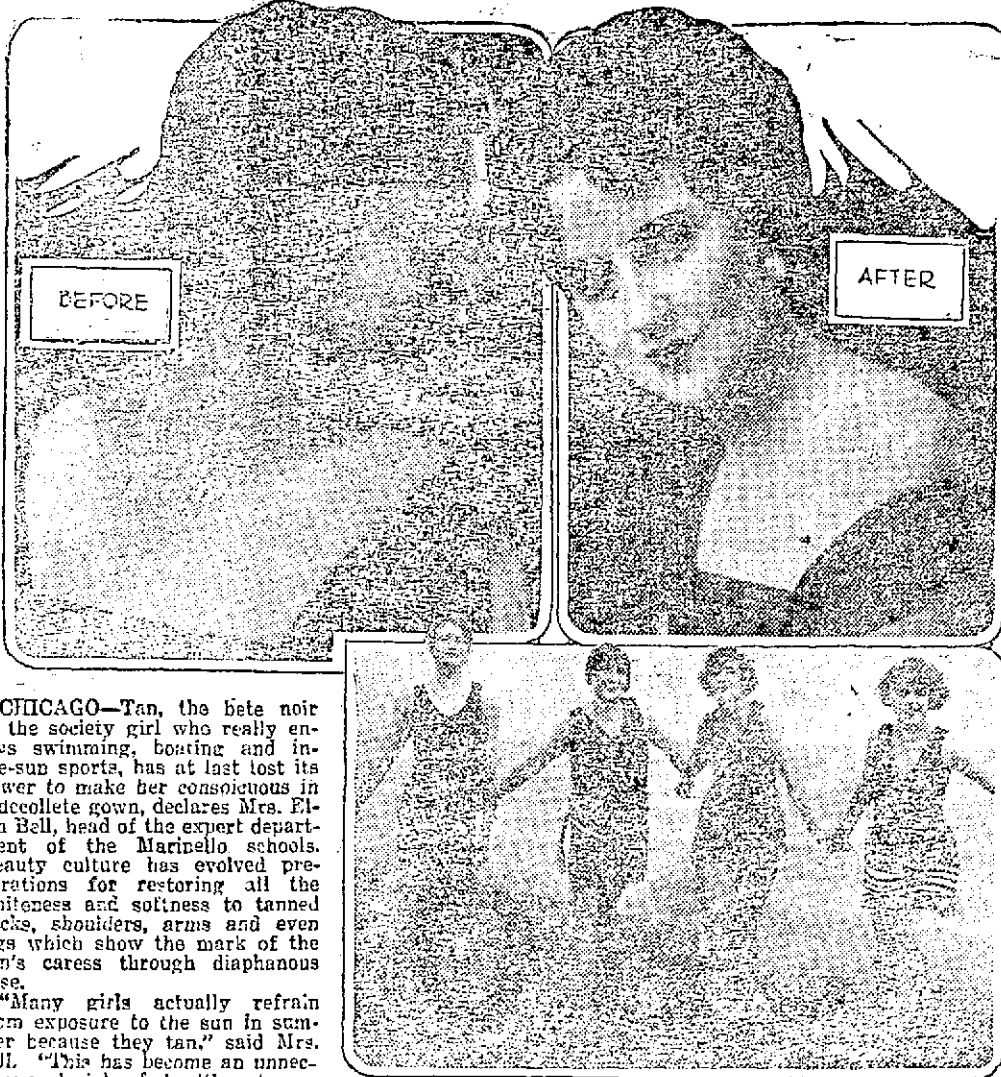 BEFORE
AFTER
CHICAGO—Tan, the bete noir
the society girl who really en-
s swimming, boating and in-
e-sun sports, has at last lost its
wer to make her conspicuous in
decollete gown, declares Mrs. El-
n Bell, head of the expert depart-
ent of the Marinello schools.
eauty culture has evolved pre-
rations for restoring all the
hiteness and softness to tanned
cks, shoulders, arms and even
gs which show the mark of the
n's caress through diaphanous
se.
"Many girls actually refrain
om exposure to the sun in sum-
er because they tan," said Mrs.
ll. "This has become an unnec-